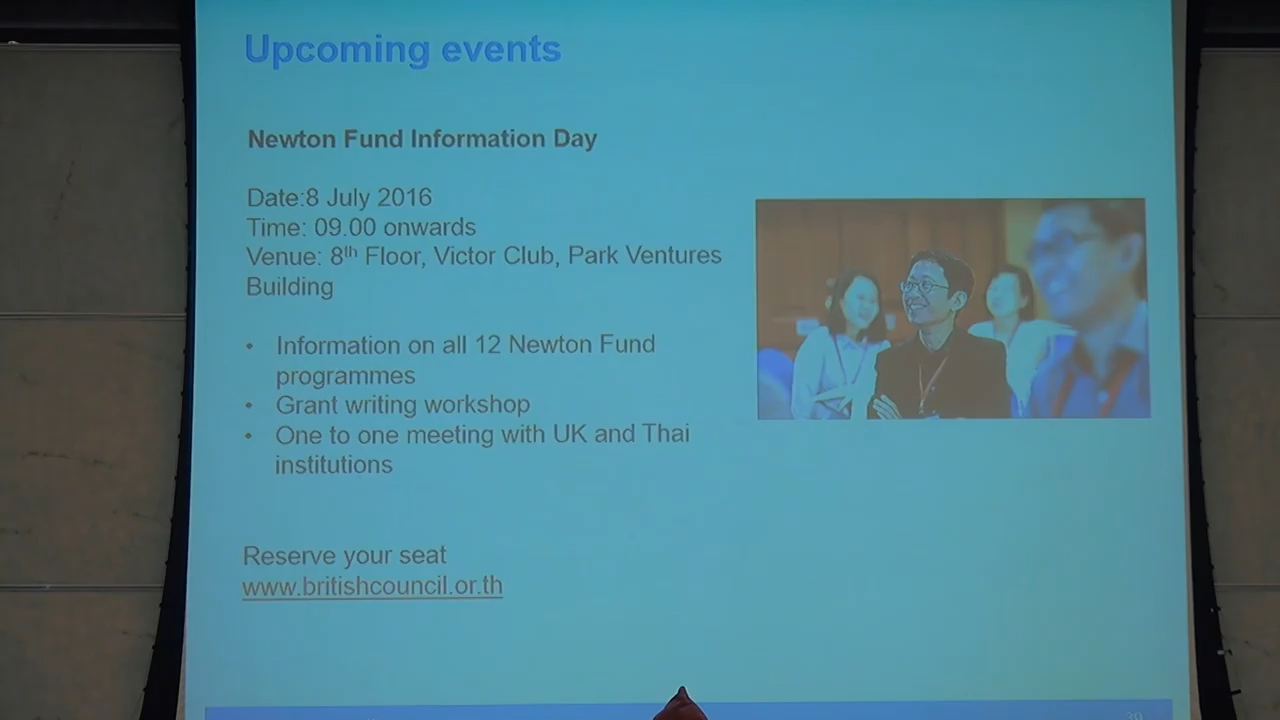 Upcoming events
Newton Fund Information Day
Date:8 July 2016
Time: 09.00 onwards
Venue: 8th Floor, Victor Club, Park Ventures
Building
• Information on all 12 Newton Fund
programmes
• Grant writing workshop
• One to one meeting with UK and Thai
institutions
Reserve your seat
www.britishcouncil.or.th